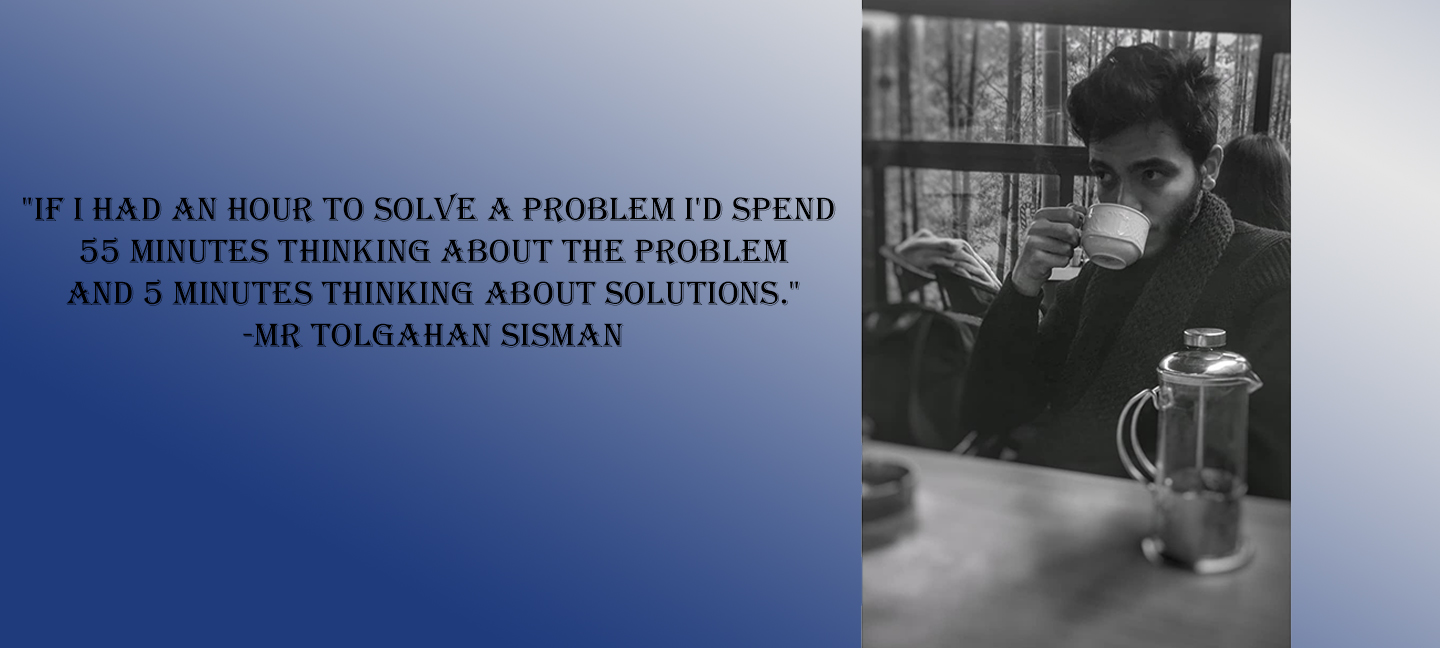 "IF I HAD AN HOUR TO SOLVE A PROBLEM I'D SPEND
55 MINUTES THINKING ABOUT THE PROBLEM
AND 5 MINUTES THINKING ABOUT SOLUTIONS."
-MR TOLGAHAN SISMAN